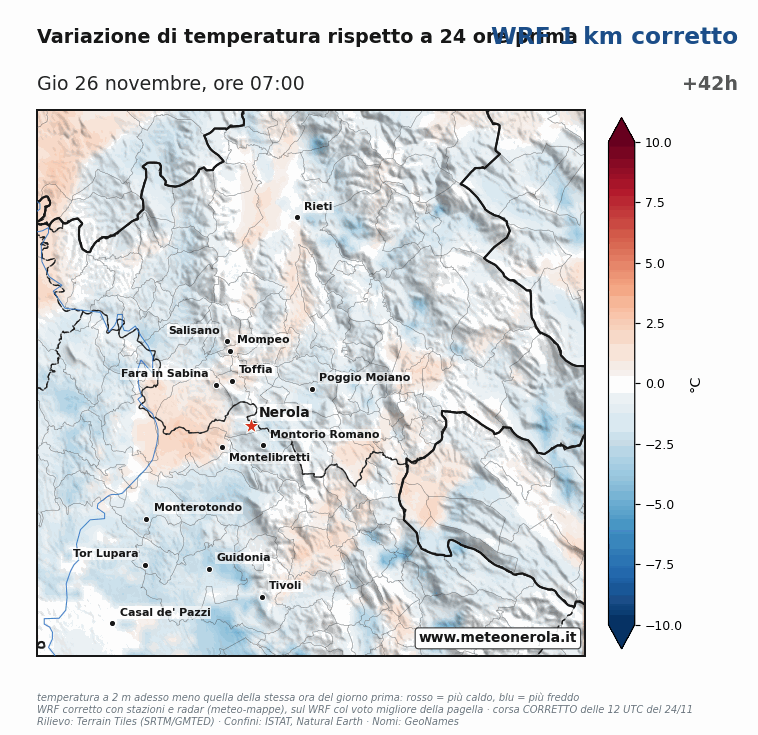 Variazione di temperatura rispetto a 24 ore prima
WRF 1 km corretto
Gio 26 novembre, ore 07:00
+42h
Rieti
Salisano
Mompeo
Toffia
Fara in Sabina
Poggio Moiano
Nerola
Montorio Romano
Montelibretti
Monterotondo
Tor Lupara
Guidonia
Tivoli
Casal de' Pazzi
www.meteonerola.it
10.0
7.5
5.0
2.5
0.0
−2.5
−5.0
−7.5
−10.0
°C
temperatura a 2 m adesso meno quella della stessa ora del giorno prima: rosso = più caldo, blu = più freddo
WRF corretto con stazioni e radar (meteo-mappe), sul WRF col voto migliore della pagella · corsa CORRETTO delle 12 UTC del 24/11
Rilievo: Terrain Tiles (SRTM/GMTED) · Confini: ISTAT, Natural Earth · Nomi: GeoNames